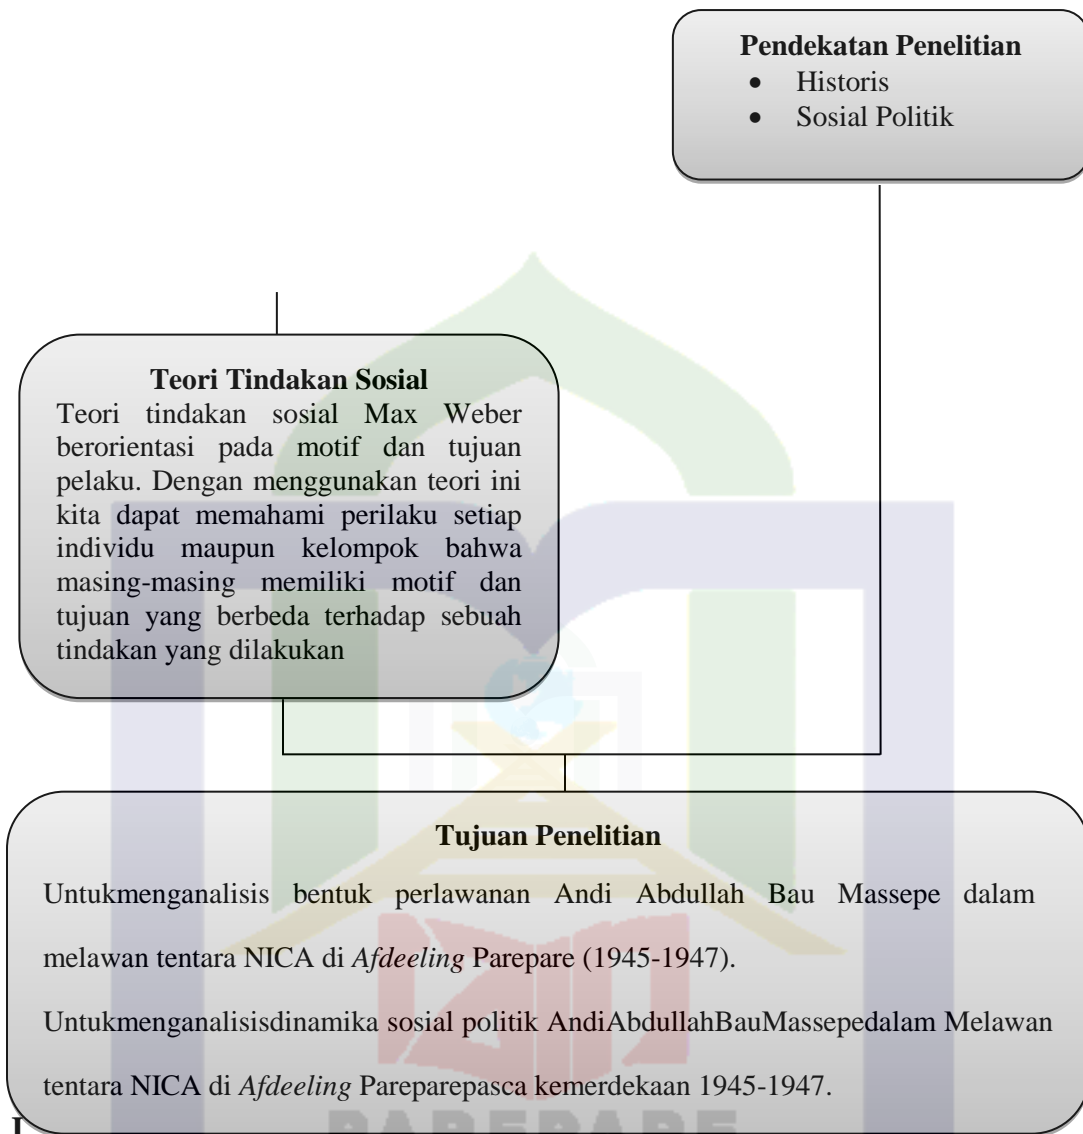 Pendekatan Penelitian
• Historis
• Sosial Politik
Teori Tindakan Sosial
Teori tindakan sosial Max Weber
berorientasi pada motif dan tujuan
pelaku. Dengan menggunakan teori ini
kita dapat memahami perilaku setiap
individu maupun kelompok bahwa
masing-masing memiliki motif dan
tujuan yang berbeda terhadap sebuah
tindakan yang dilakukan
Tujuan Penelitian
Untukmenganalisis bentuk perlawanan Andi Abdullah Bau Massepe dalam
melawan tentara NICA di Afdeeling Parepare (1945-1947).
Untukmenganalisisdinamika sosial politik AndiAbdullahBauMassepedalam Melawan
tentara NICA di Afdeeling Pareparepasca kemerdekaan 1945-1947.
PAREPARE